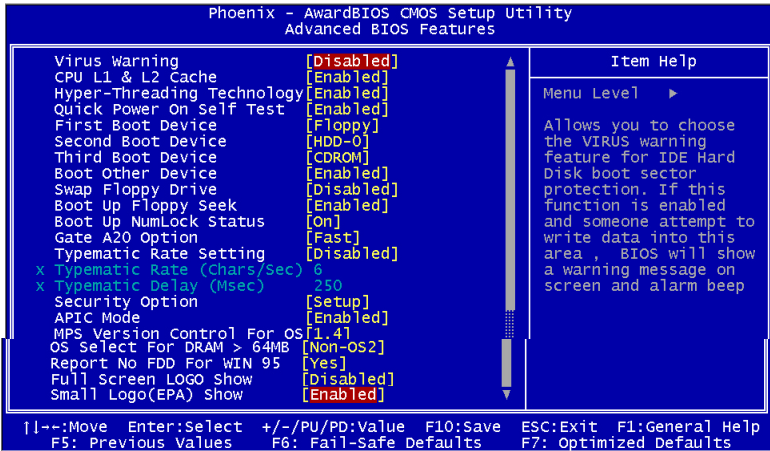 Phoenix - AwardBIOS CMOS Setup Utility
Advanced BIOS Features
Virus Warning [Disabled]
CPU L1 & L2 Cache [Enabled]
Hyper-Threading Technology[Enabled]
Quick Power On Self Test [Enabled]
First Boot Device [Floppy]
Second Boot Device [HDD-0]
Third Boot Device [CDROM]
Boot Other Device [Enabled]
Swap Floppy Drive [Disabled]
Boot Up Floppy Seek [Enabled]
Boot Up NumLock Status [On]
Gate A20 Option [Fast]
Typematic Rate Setting [Disabled]
x Typematic Rate (Chars/Sec) 6
x Typematic Delay (Msec) 250
Security Option [Setup]
APIC Mode [Enabled]
MPS Version Control For OS[1.4]
OS Select For DRAM > 64MB [Non-OS2]
Report No FDD For WIN 95 [Yes]
Full Screen LOGO Show [Disabled]
Small Logo(EPA) Show [Enabled]
Item Help
Menu Level ▶
Allows you to choose
the VIRUS warning
feature for IDE Hard
Disk boot sector
protection. If this
function is enabled
and someone attempt to
write data into this
area , BIOS will show
a warning message on
screen and alarm beep
↑↓→←:Move Enter:Select +/-/PU/PD:Value F10:Save ESC:Exit F1:General Help
F5: Previous Values F6: Fail-Safe Defaults F7: Optimized Defaults